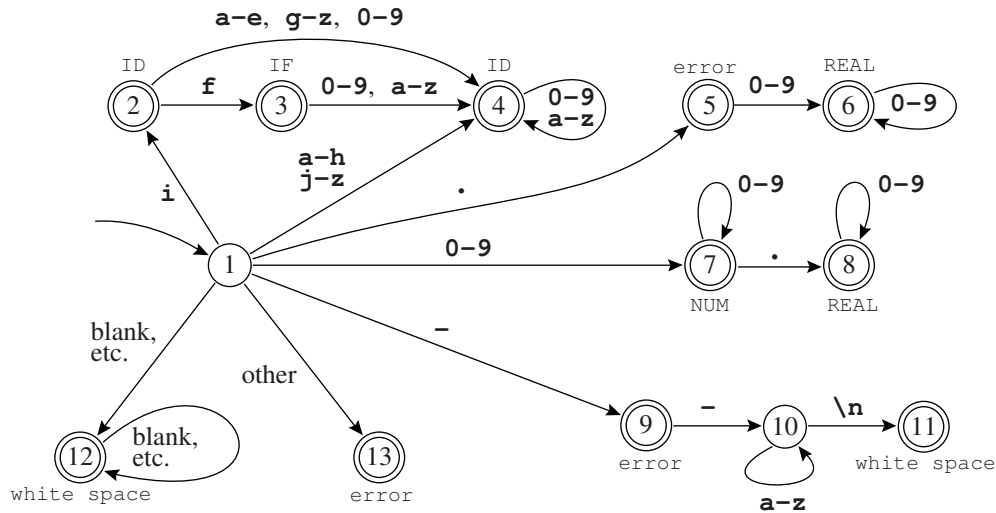 a–e, g–z, 0–9
ID
IF
ID
error
REAL
2
f
3
0–9, a–z
4
0–9
a–z
5
0–9
6
0–9
a–h
j–z
i
.
0–9
0–9
1
0–9
7
.
8
NUM
REAL
blank,
etc.
–
other
9
–
10
\n
11
12
blank,
etc.
13
error
white space
white space
error
a–z